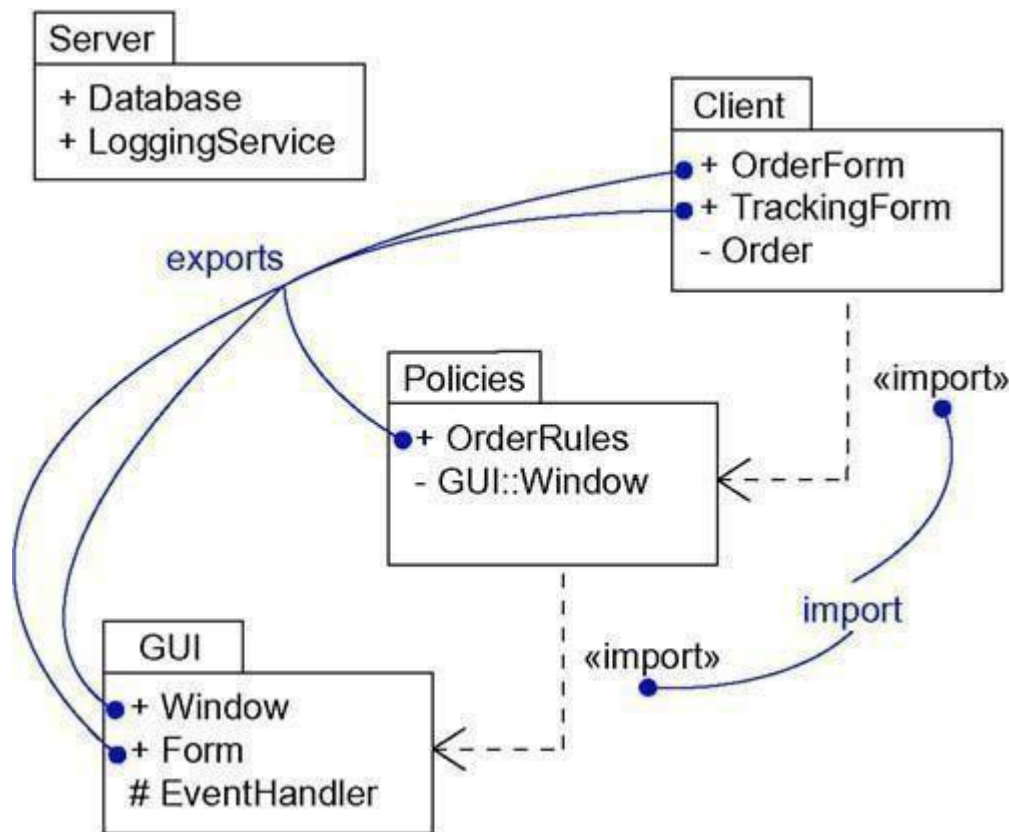 Server
+ Database
+ LoggingService
Client
+ OrderForm
+ TrackingForm
- Order
exports
Policies
+ OrderRules
- GUI::Window
«import»
import
«import»
GUI
+ Window
+ Form
# EventHandler